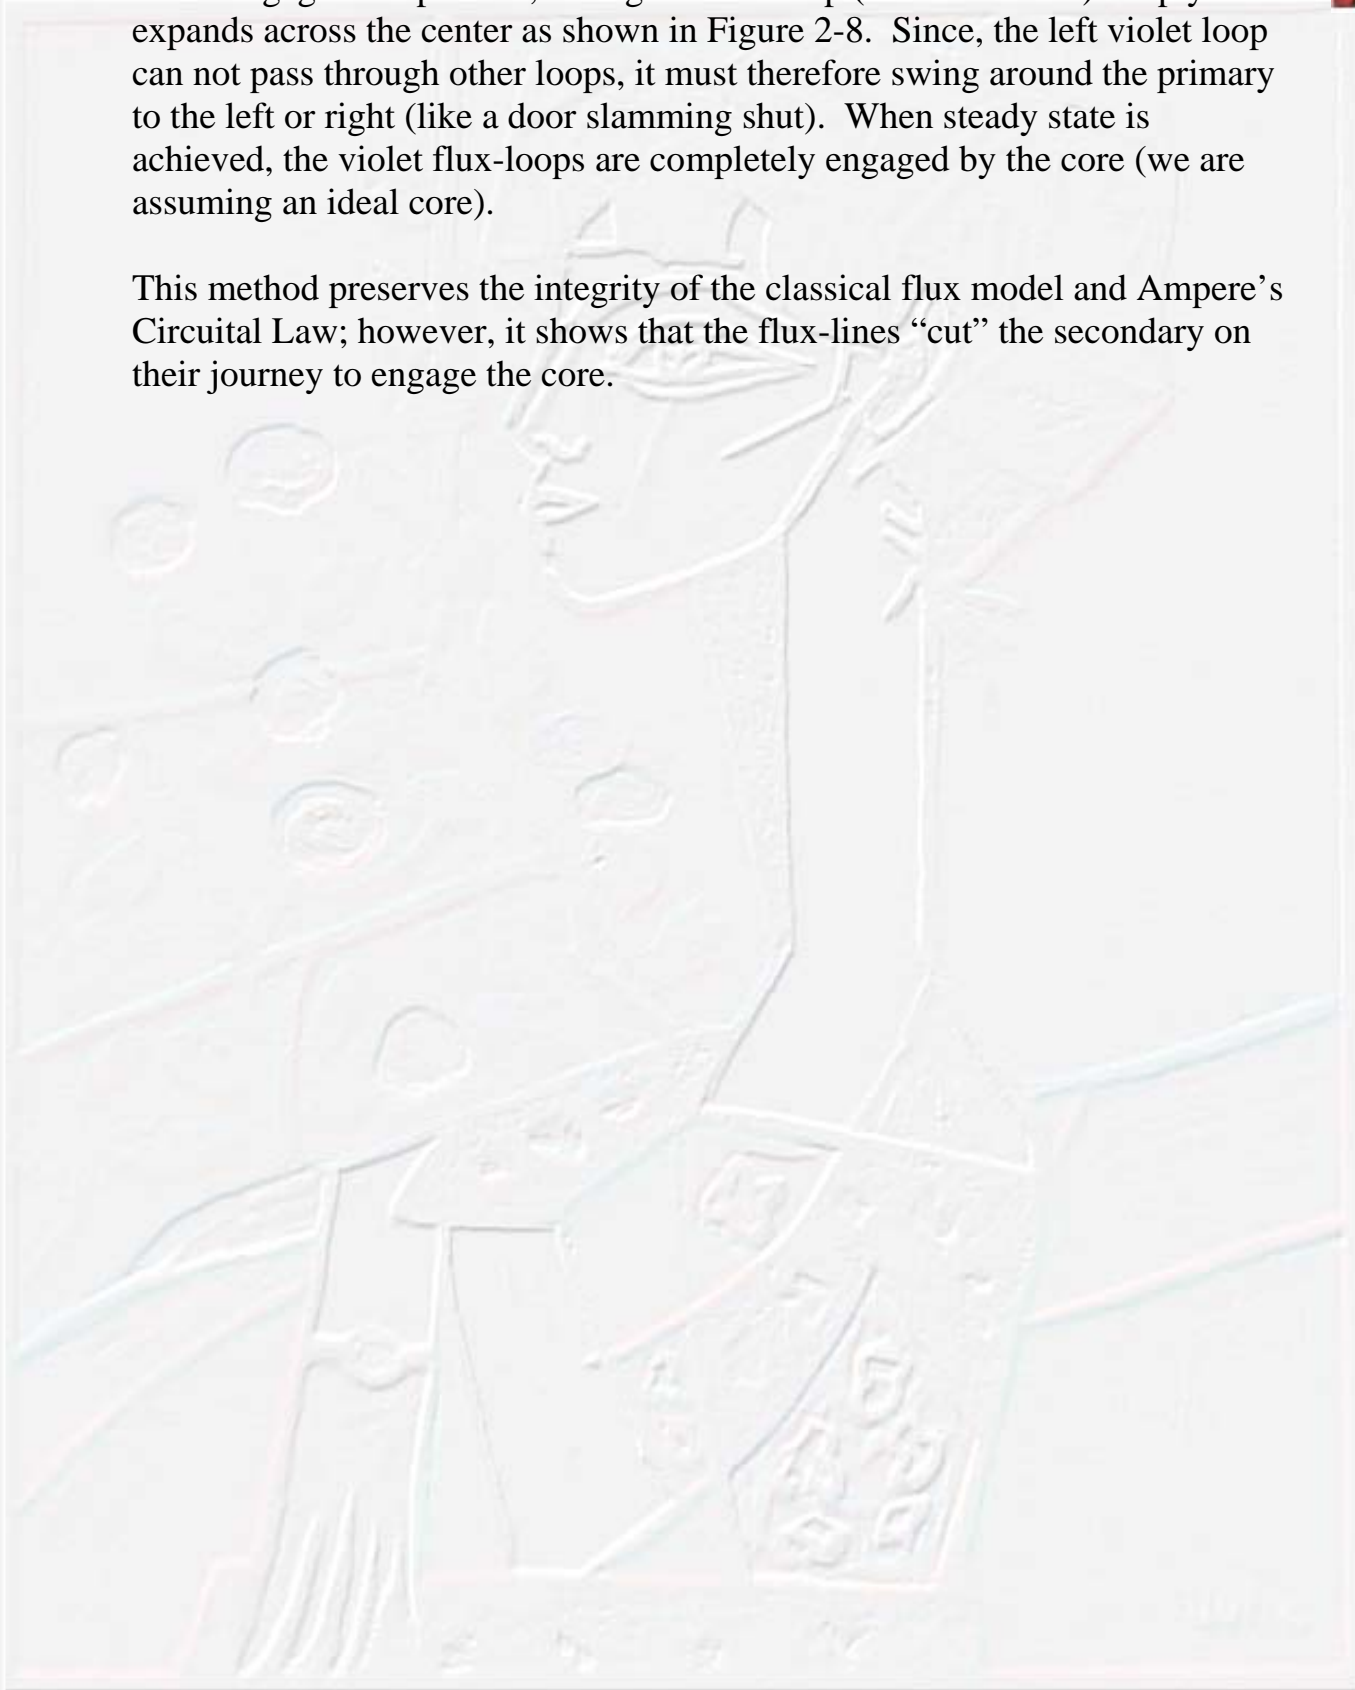 expands across the center as shown in Figure 2-8.  Since, the left violet loop
can not pass through other loops, it must therefore swing around the primary
to the left or right (like a door slamming shut).  When steady state is
achieved, the violet flux-loops are completely engaged by the core (we are
assuming an ideal core).
This method preserves the integrity of the classical flux model and Ampere’s
Circuital Law; however, it shows that the flux-lines “cut” the secondary on
their journey to engage the core.